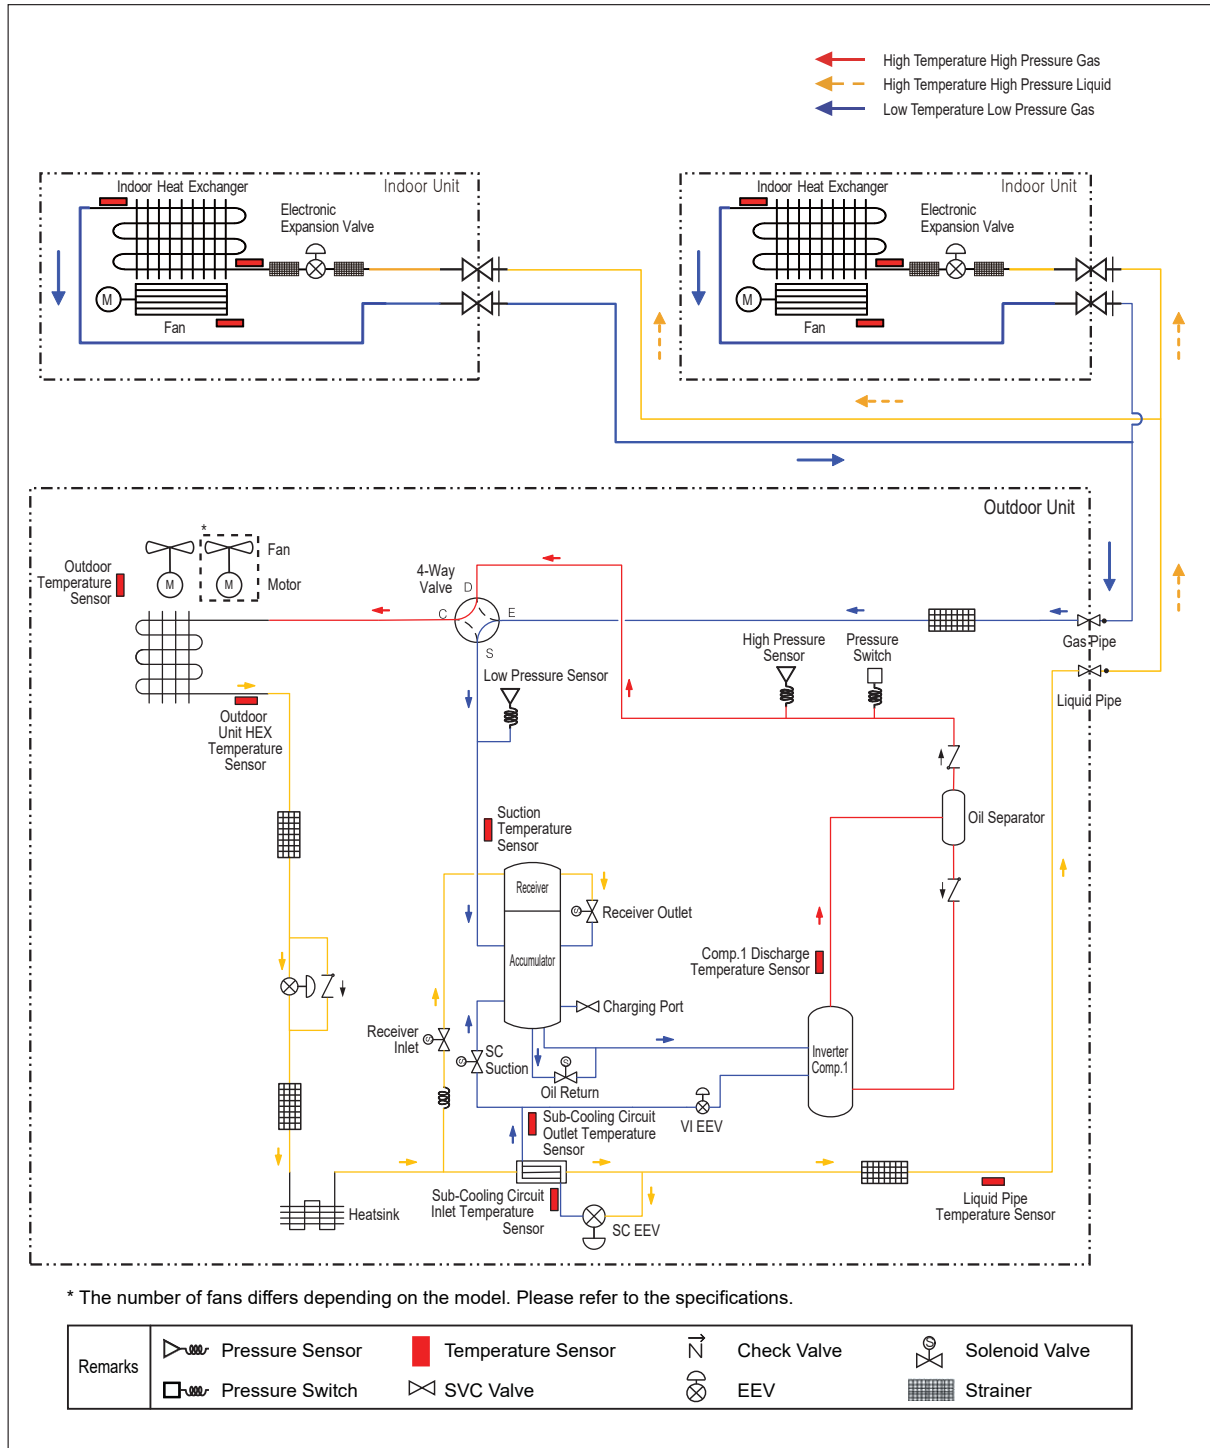 High Temperature High Pressure Gas
High Temperature High Pressure Liquid
Low Temperature Low Pressure Gas
Indoor Heat Exchanger
Indoor Unit
Electronic
Expansion Valve
M
Fan
Indoor Heat Exchanger
Indoor Unit
Electronic
Expansion Valve
M
Fan
Outdoor Unit
*
Fan
Motor
M
M
Outdoor
Temperature
Sensor
4-Way
Valve
D
C
E
S
Gas Pipe
Liquid Pipe
High Pressure
Sensor
Pressure
Switch
Low Pressure Sensor
Outdoor
Unit HEX
Temperature
Sensor
Suction
Temperature
Sensor
Oil Separator
Receiver
S
Receiver Outlet
Accumulator
Comp.1 Discharge
Temperature Sensor
Charging Port
Receiver
Inlet
S
S
SC
Suction
S
Oil Return
Inverter
Comp.1
VI EEV
Sub-Cooling Circuit
Outlet Temperature
Sensor
Sub-Cooling Circuit
Inlet Temperature
Sensor
SC EEV
Heatsink
Liquid Pipe
Temperature Sensor
* The number of fans differs depending on the model. Please refer to the specifications.
Remarks
Pressure Sensor
Temperature Sensor
Check Valve
S
Solenoid Valve
Pressure Switch
SVC Valve
EEV
Strainer